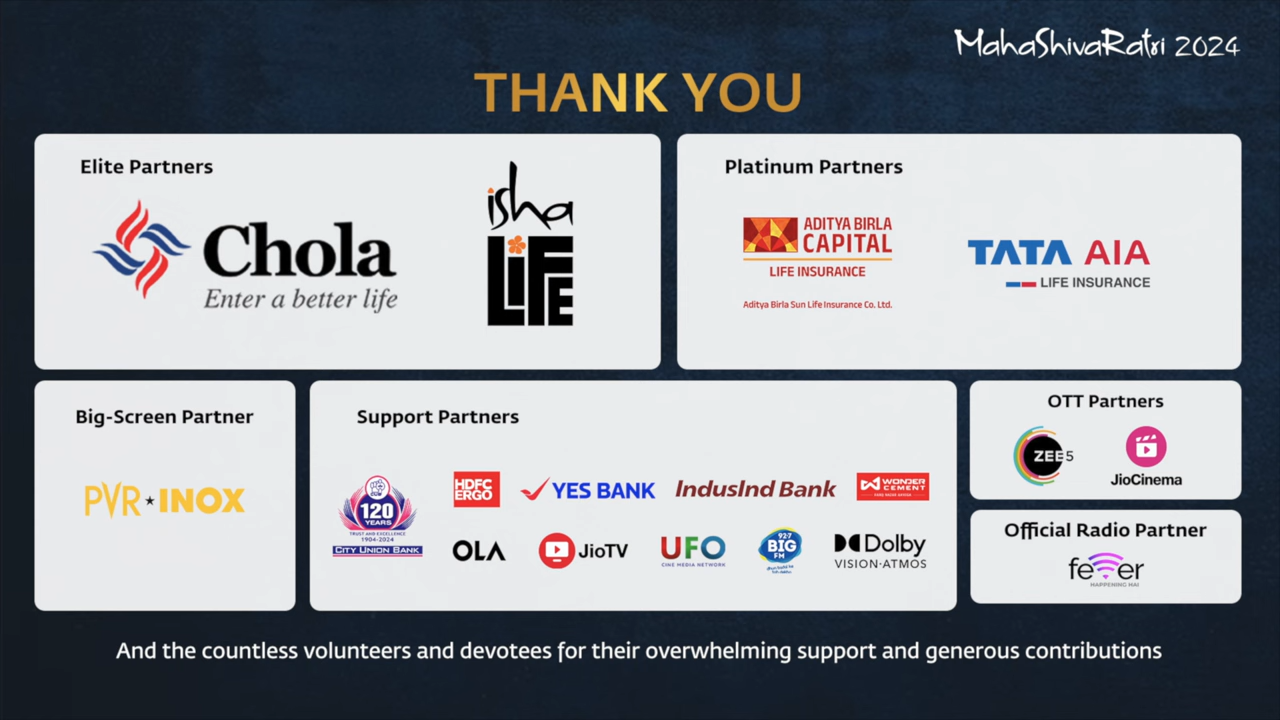 MahaShivaRatri 2024
THANK YOU
Elite Partners
Chola
Enter a better life
isha
LIFE
Platinum Partners
ADITYA BIRLA
CAPITAL
LIFE INSURANCE
Aditya Birla Sun Life Insurance Co. Ltd.
TATA AIA
LIFE INSURANCE
Big-Screen Partner
PVR INOX
Support Partners
CUB
120
YEARS
TRUST AND EXCELLENCE
1904-2024
CITY UNION BANK
HDFC
ERGO
YES BANK
IndusInd Bank
WONDER
CEMENT
OLA
JioTV
UFO
CINE MEDIA NETWORK
92.7
BIG
FM
Dolby
VISION·ATMOS
OTT Partners
ZEE5
JioCinema
Official Radio Partner
fever
HAPPENING HAI
And the countless volunteers and devotees for their overwhelming support and generous contributions